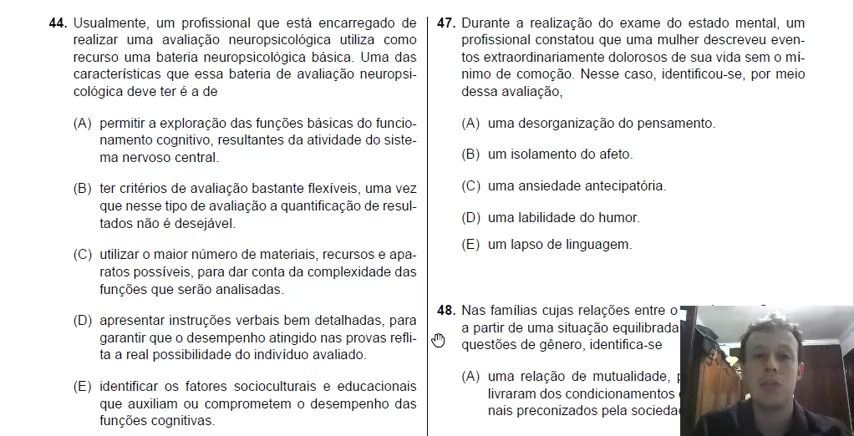 44. Usualmente, um profissional que está encarregado de
realizar uma avaliação neuropsicológica utiliza como
recurso uma bateria neuropsicológica básica. Uma das
características que essa bateria de avaliação neuropsi-
cológica deve ter é a de
(A) permitir a exploração das funções básicas do funcio-
namento cognitivo, resultantes da atividade do siste-
ma nervoso central.
(B) ter critérios de avaliação bastante flexíveis, uma vez
que nesse tipo de avaliação a quantificação de resul-
tados não é desejável.
(C) utilizar o maior número de materiais, recursos e apa-
ratos possíveis, para dar conta da complexidade das
funções que serão analisadas.
(D) apresentar instruções verbais bem detalhadas, para
garantir que o desempenho atingido nas provas refli-
ta a real possibilidade do indivíduo avaliado.
(E) identificar os fatores socioculturais e educacionais
que auxiliam ou comprometem o desempenho das
funções cognitivas.
47. Durante a realização do exame do estado mental, um
profissional constatou que uma mulher descreveu even-
tos extraordinariamente dolorosos de sua vida sem o mí-
nimo de comoção. Nesse caso, identificou-se, por meio
dessa avaliação,
(A) uma desorganização do pensamento.
(B) um isolamento do afeto.
(C) uma ansiedade antecipatória.
(D) uma labilidade do humor.
(E) um lapso de linguagem.
48. Nas famílias cujas relações entre o
a partir de uma situação equilibrada
questões de gênero, identifica-se
(A) uma relação de mutualidade,
livraram dos condicionamentos
nais preconizados pela socieda